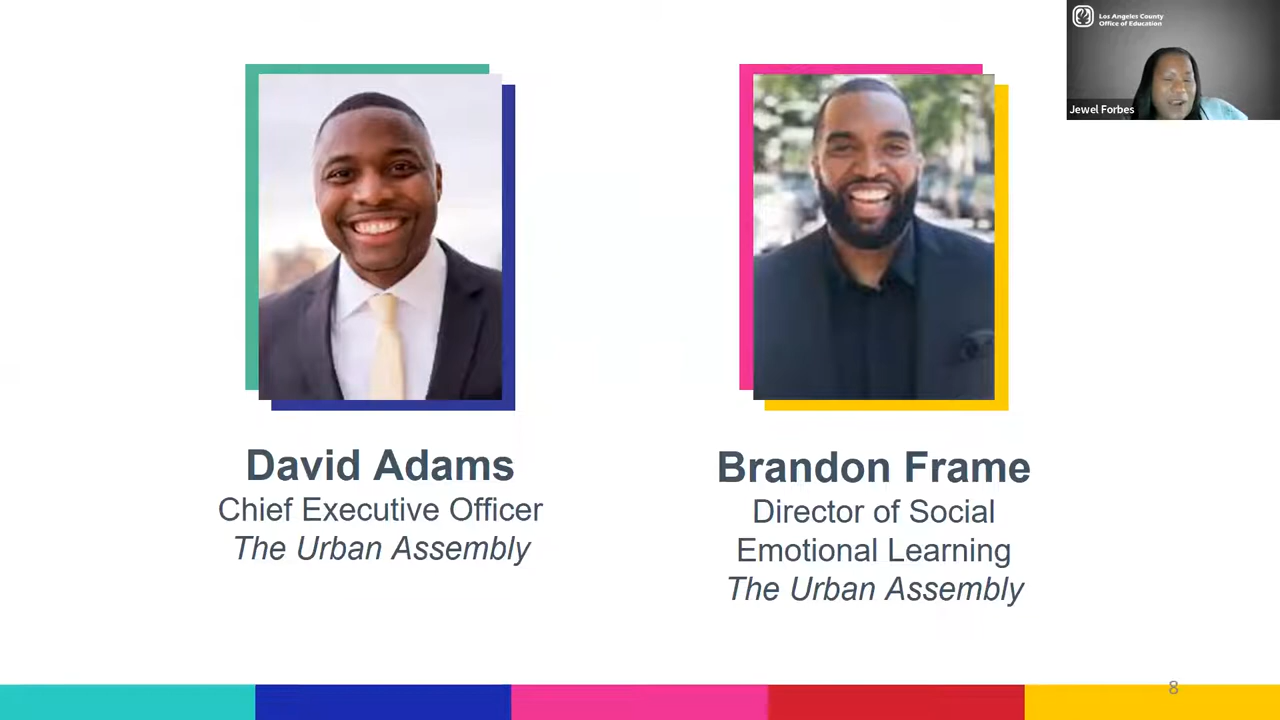 Los Angeles County
Office of Education
Jewel Forbes
David Adams
Chief Executive Officer
The Urban Assembly
Brandon Frame
Director of Social
Emotional Learning
The Urban Assembly
8